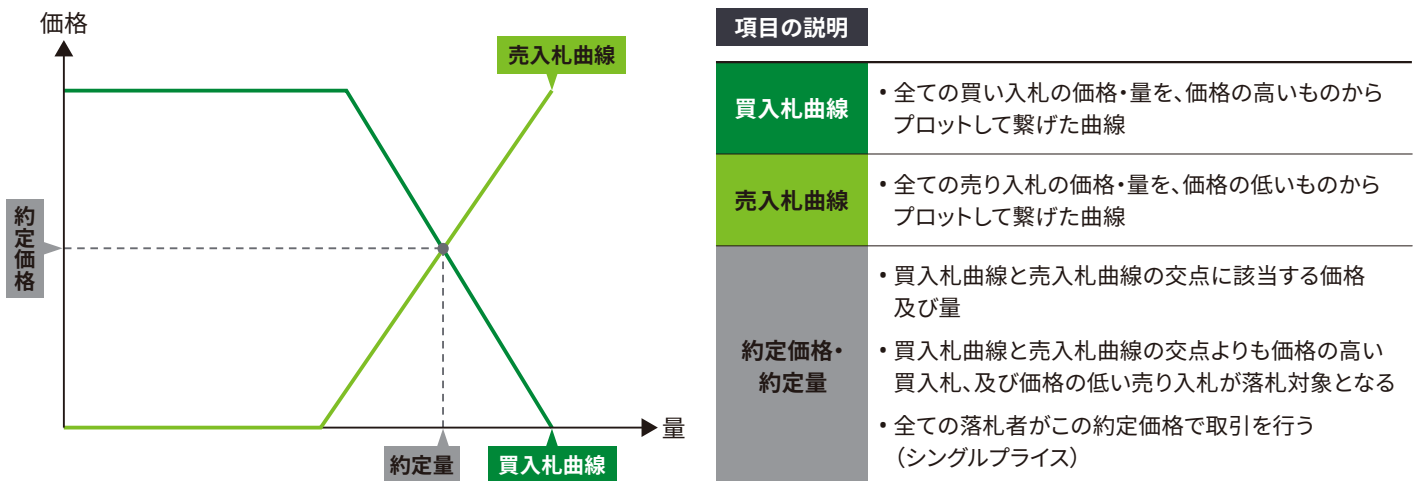 価格
売入札曲線
約定価格
量
約定量
買入札曲線
項目の説明
買入札曲線
• 全ての買い入札の価格・量を、価格の高いものから
プロットして繋げた曲線
売入札曲線
• 全ての売り入札の価格・量を、価格の低いものから
プロットして繋げた曲線
約定価格・
約定量
• 買入札曲線と売入札曲線の交点に該当する価格
及び量
• 買入札曲線と売入札曲線の交点よりも価格の高い
買入札、及び価格の低い売り入札が落札対象となる
• 全ての落札者がこの約定価格で取引を行う
（シングルプライス）